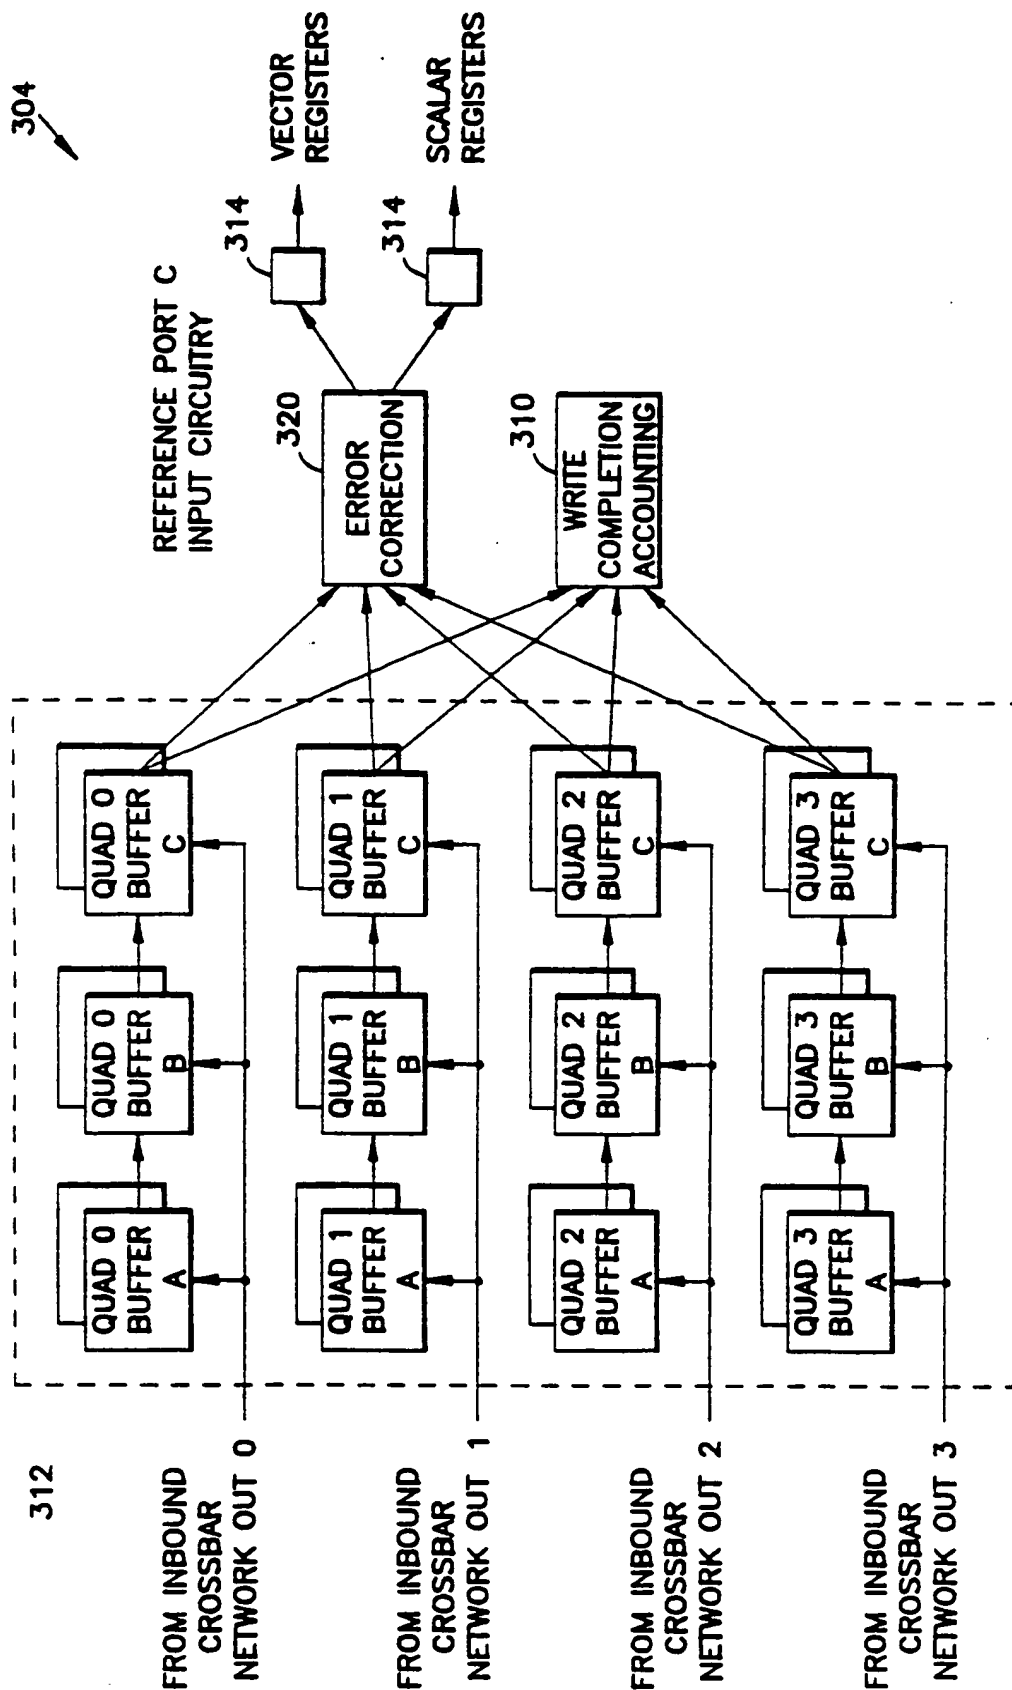 304
REFERENCE PORT C
INPUT CIRCUITRY
312
FROM INBOUND
CROSSBAR
NETWORK OUT 0
QUAD 0
BUFFER
A
QUAD 0
BUFFER
B
QUAD 0
BUFFER
C
FROM INBOUND
CROSSBAR
NETWORK OUT 1
QUAD 1
BUFFER
A
QUAD 1
BUFFER
B
QUAD 1
BUFFER
C
FROM INBOUND
CROSSBAR
NETWORK OUT 2
QUAD 2
BUFFER
A
QUAD 2
BUFFER
B
QUAD 2
BUFFER
C
FROM INBOUND
CROSSBAR
NETWORK OUT 3
QUAD 3
BUFFER
A
QUAD 3
BUFFER
B
QUAD 3
BUFFER
C
320
ERROR
CORRECTION
310
WRITE
COMPLETION
ACCOUNTING
314
VECTOR
REGISTERS
314
SCALAR
REGISTERS